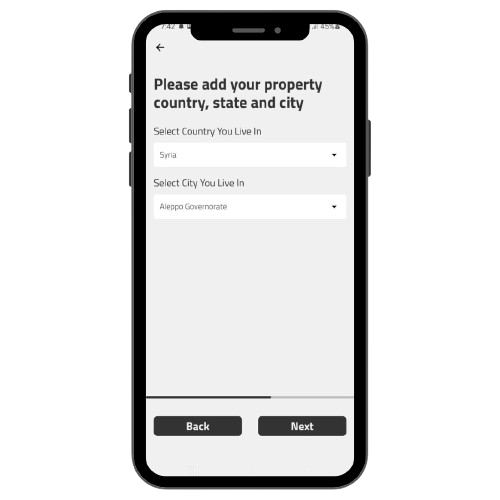 7:42
45%
Please add your property
country, state and city
Select Country You Live In
Syria
Select City You Live In
Aleppo Governorate
Back
Next